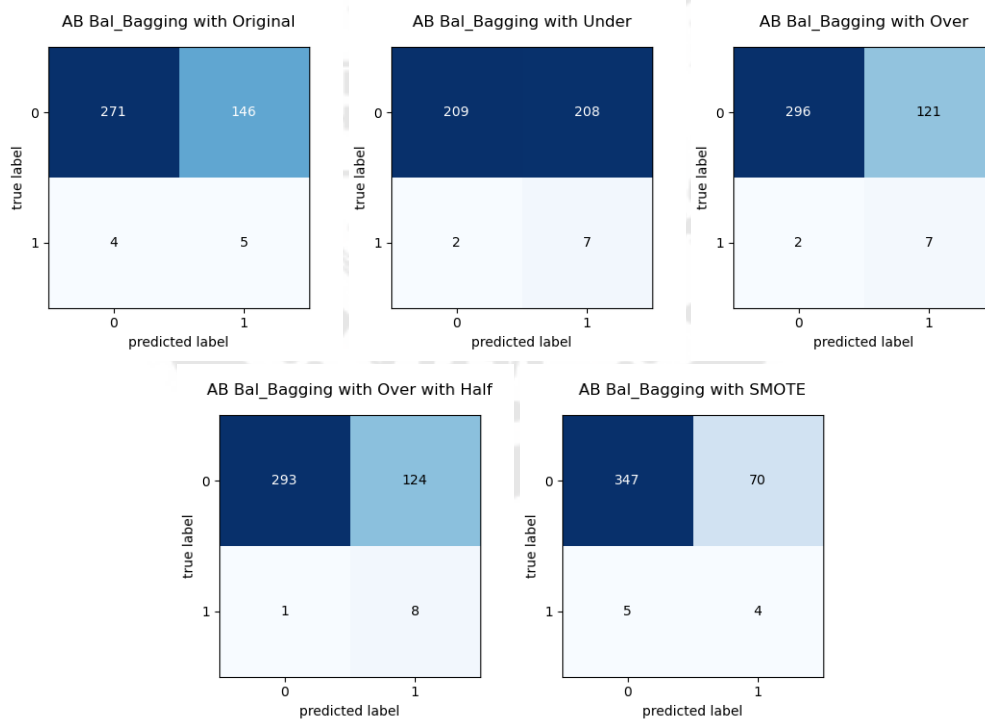 AB Bal_Bagging with Original
0
271
146
true label
1
4
5
0
1
predicted label
AB Bal_Bagging with Under
0
209
208
true label
1
2
7
0
1
predicted label
AB Bal_Bagging with Over
0
296
121
true label
1
2
7
0
1
predicted label
AB Bal_Bagging with Over with Half
0
293
124
true label
1
1
8
0
1
predicted label
AB Bal_Bagging with SMOTE
0
347
70
true label
1
5
4
0
1
predicted label